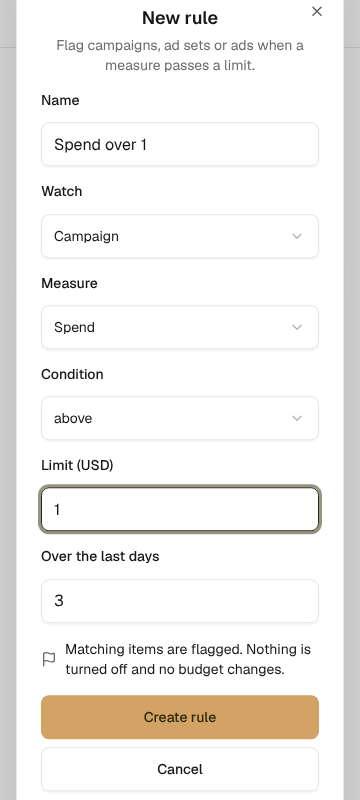 New rule
Flag campaigns, ad sets or ads when a
measure passes a limit.
Name
Spend over 1
Watch
Campaign
Measure
Spend
Condition
above
Limit (USD)
1
Over the last days
3
Matching items are flagged. Nothing is
turned off and no budget changes.
Create rule
Cancel